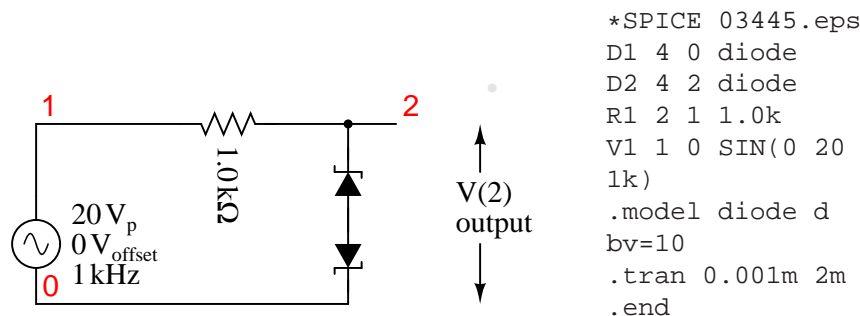 1
2
1.0 kΩ
20 Vp
0 Voffset
1 kHz
0
V(2)
output
*SPICE 03445.eps
D1 4 0 diode
D2 4 2 diode
R1 2 1 1.0k
V1 1 0 SIN(0 20
1k)
.model diode d
bv=10
.tran 0.001m 2m
.end